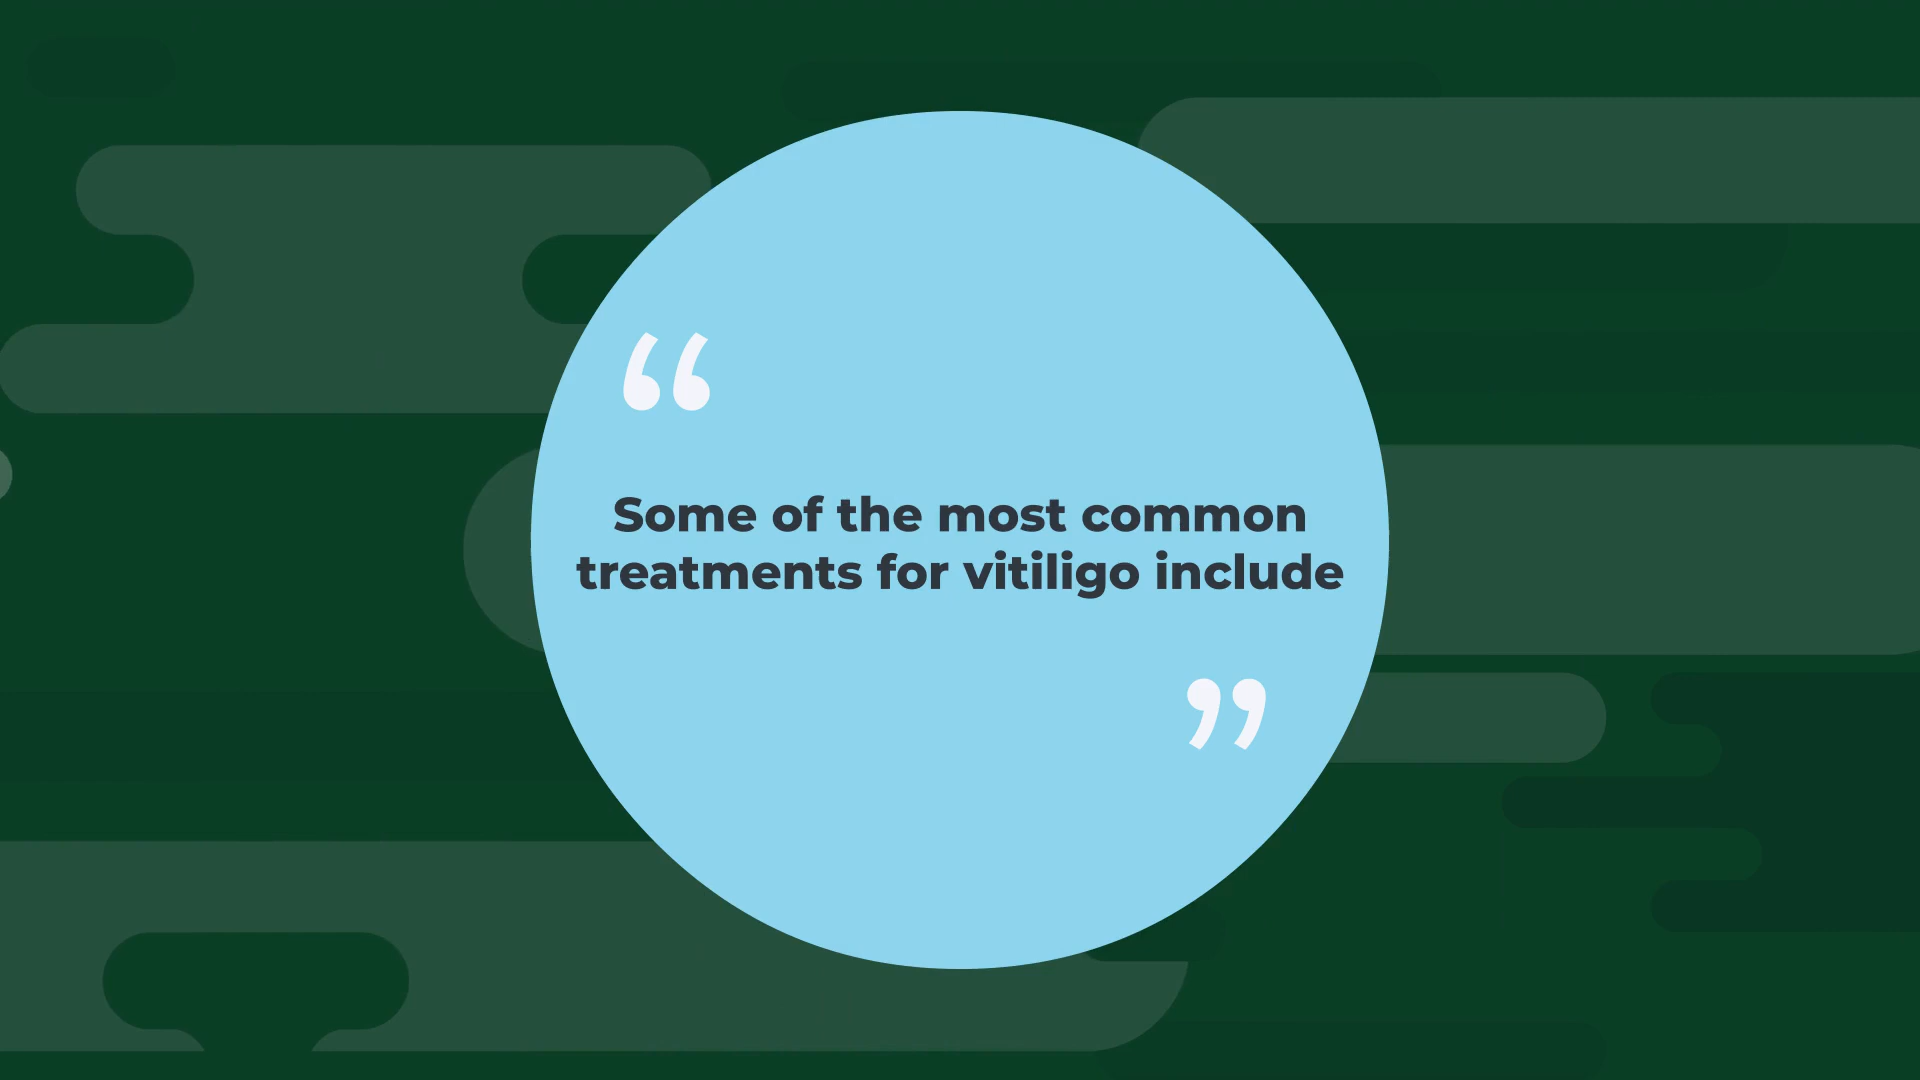 “
Some of the most common
treatments for vitiligo include
”